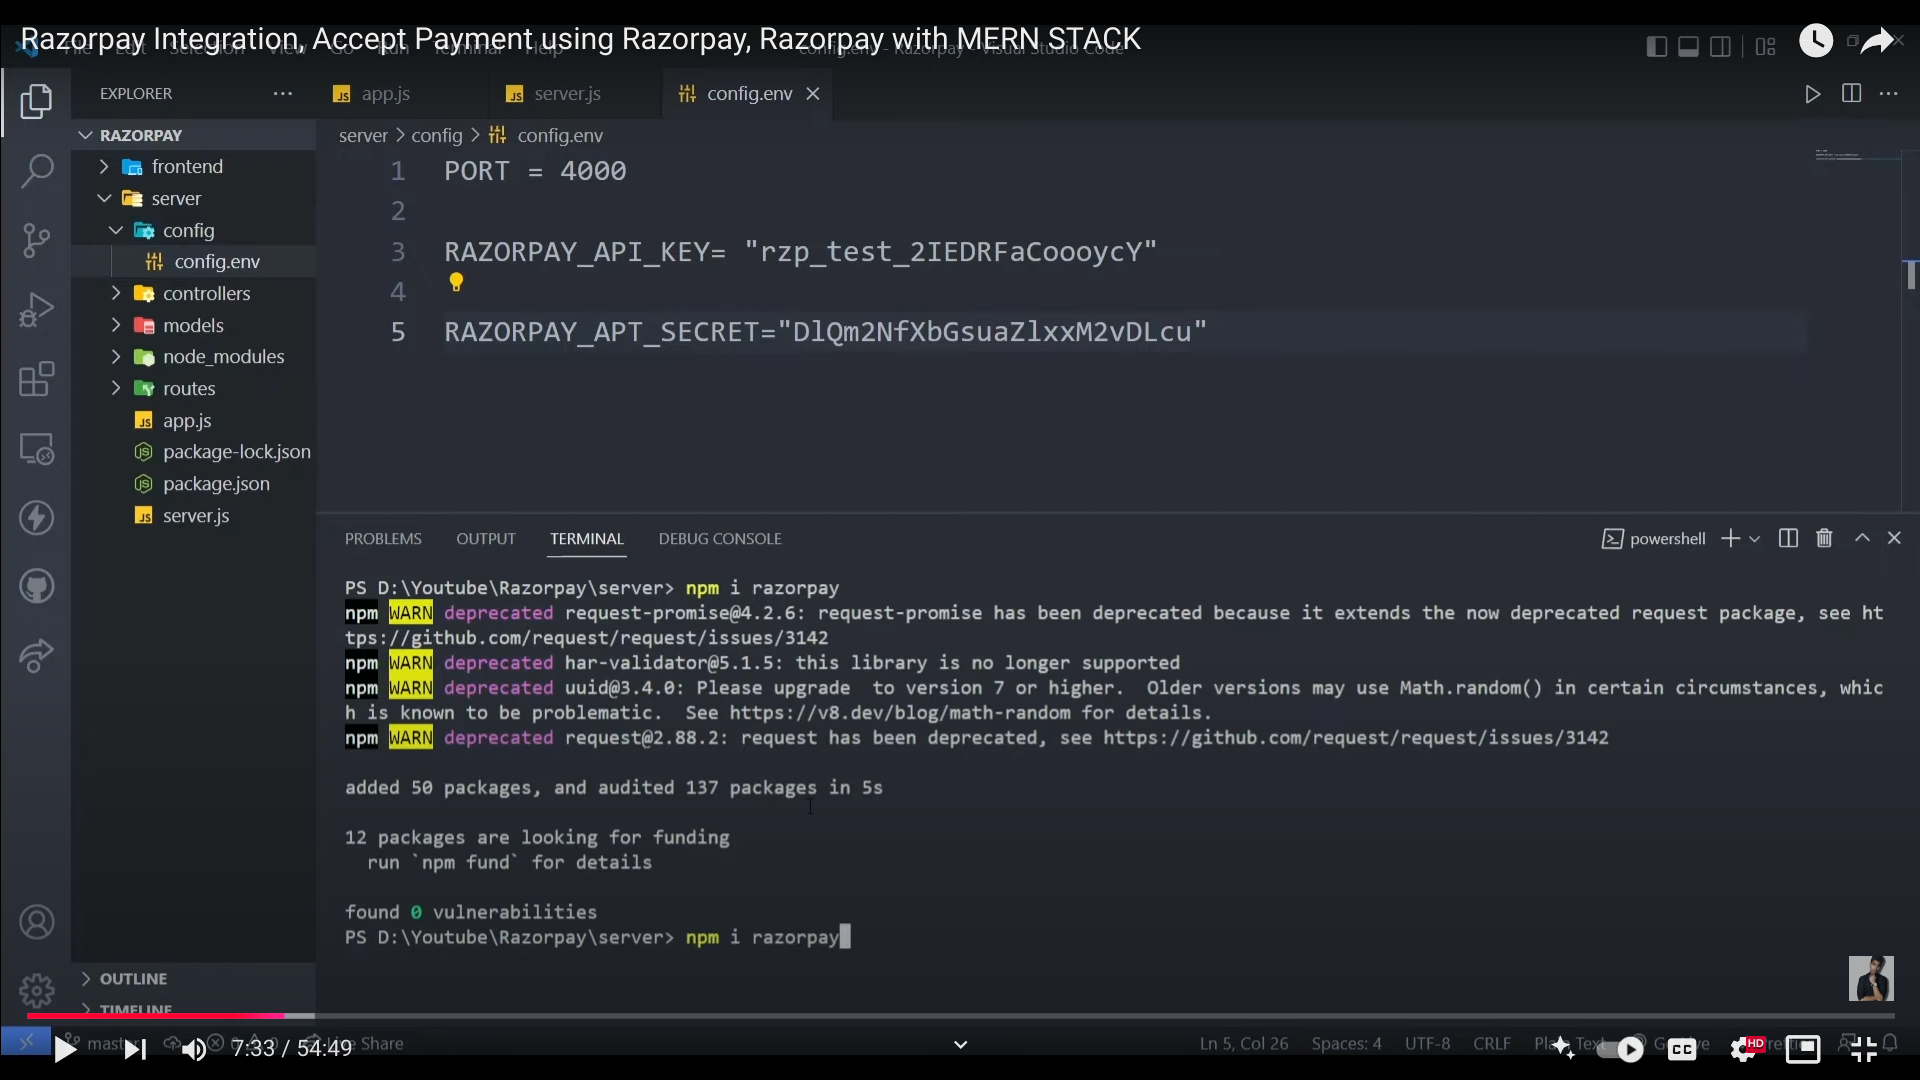 Razorpay Integration, Accept Payment using Razorpay, Razorpay with MERN STACK
EXPLORER
app.js
server.js
config.env
RAZORPAY
server > config > config.env
frontend
server
config
config.env
controllers
models
node_modules
routes
app.js
package-lock.json
package.json
server.js
1 PORT = 4000
2
3 RAZORPAY_API_KEY= "rzp_test_2IEDRFaCoooycY"
4
5 RAZORPAY_APT_SECRET="DlQm2NfXbGsuaZlxxM2vDLcu"
PROBLEMS OUTPUT TERMINAL DEBUG CONSOLE
powershell
PS D:\Youtube\Razorpay\server> npm i razorpay
npm WARN deprecated request-promise@4.2.6: request-promise has been deprecated because it extends the now deprecated request package, see ht
tps://github.com/request/request/issues/3142
npm WARN deprecated har-validator@5.1.5: this library is no longer supported
npm WARN deprecated uuid@3.4.0: Please upgrade  to version 7 or higher.  Older versions may use Math.random() in certain circumstances, whic
h is known to be problematic.  See https://v8.dev/blog/math-random for details.
npm WARN deprecated request@2.88.2: request has been deprecated, see https://github.com/request/request/issues/3142
added 50 packages, and audited 137 packages in 5s
12 packages are looking for funding
run `npm fund` for details
found 0 vulnerabilities
PS D:\Youtube\Razorpay\server> npm i razorpay
OUTLINE
TIMELINE
7:33 / 54:49
Share
Ln 5, Col 26 Spaces: 4 UTF-8 CRLF
CC
HD